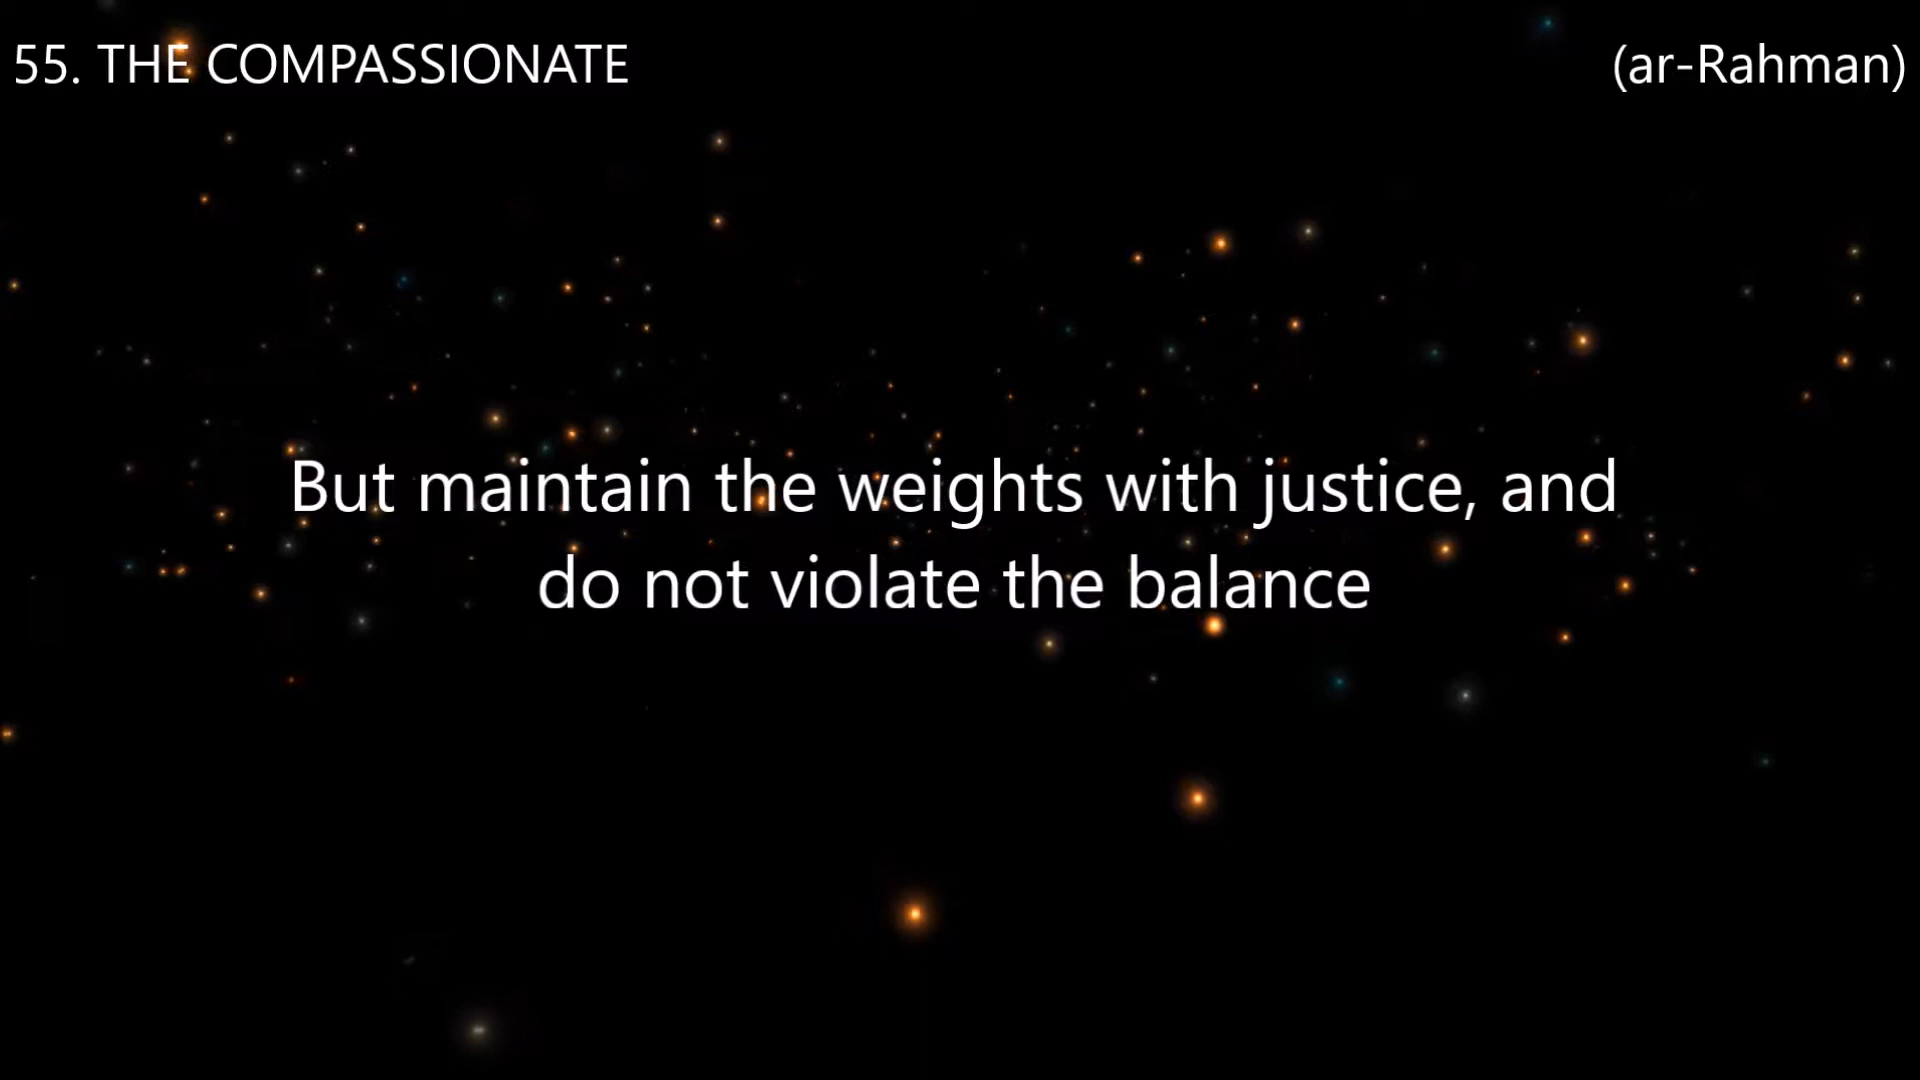 55. THE COMPASSIONATE
(ar-Rahman)
But maintain the weights with justice, and
do not violate the balance